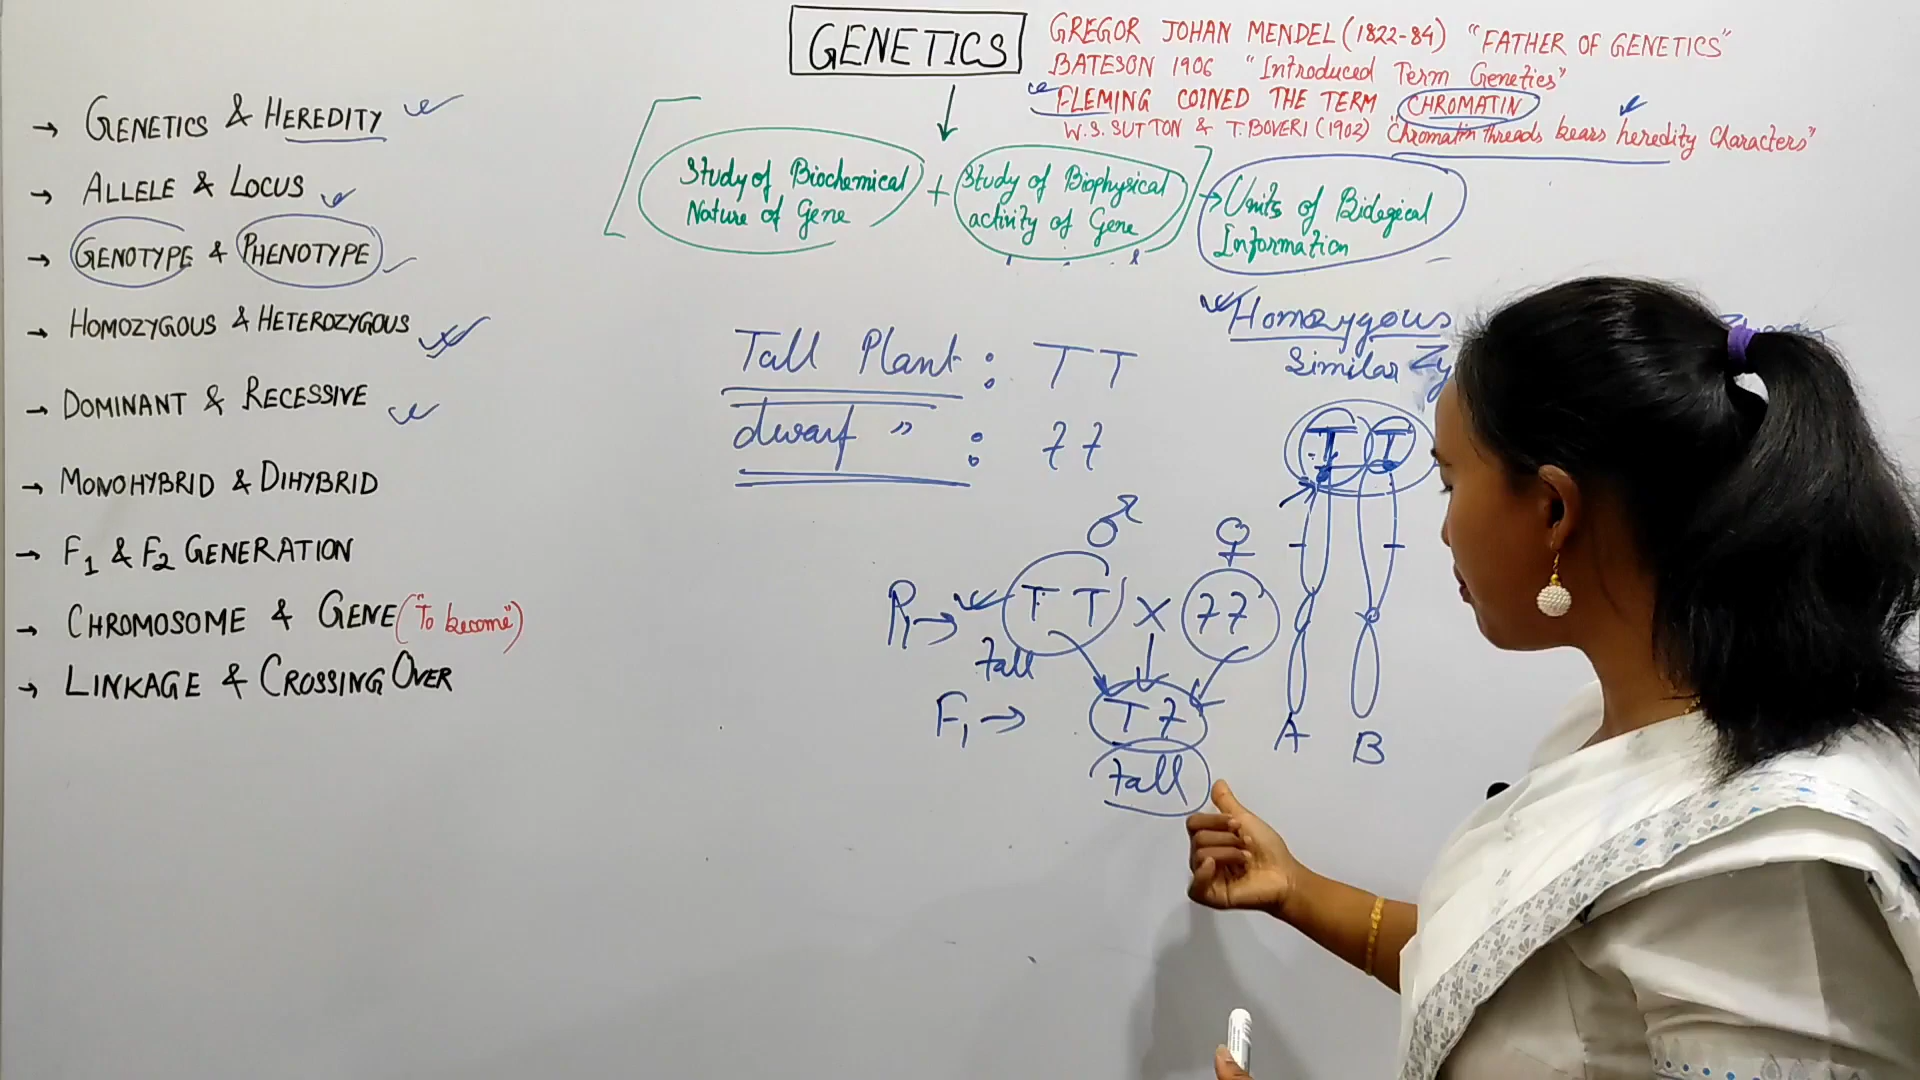 GENETICS
GREGOR JOHAN MENDEL (1822-84) "FATHER OF GENETICS"
BATESON 1906 "Introduced Term Genetics"
FLEMING COINED THE TERM CHROMATIN
W.S. SUTTON & T. BOVERI (1902) "Chromatin threads bears heredity characters"
Study of Biochemical Nature of Gene + Study of Biophysical activity of Gene → Units of Biological Information
→ GENETICS & HEREDITY
→ ALLELE & LOCUS
→ GENOTYPE & PHENOTYPE
→ HOMOZYGOUS & HETEROZYGOUS
→ DOMINANT & RECESSIVE
→ MONOHYBRID & DIHYBRID
→ F1 & F2 GENERATION
→ CHROMOSOME & GENE ("To become")
→ LINKAGE & CROSSING OVER
Tall Plant : TT
dwarf " : tt
Homozygous
Similar Zy
T T
♂ ♀
P1 → TT X tt
tall
F1 → Tt
tall
A B